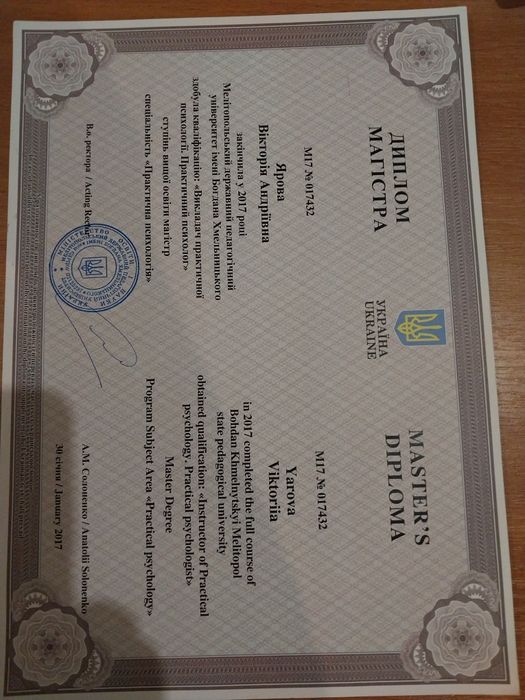 ДИПЛОМ
МАГІСТРА
УКРАЇНА
UKRAINE
MASTER'S
DIPLOMA
М17 № 017432
Ярова
Вікторія Андріївна
закінчила у 2017 році
Мелітопольський державний педагогічний
університет імені Богдана Хмельницького
здобула кваліфікацію: «Викладач практичної
психології. Практичний психолог»
ступінь вищої освіти магістр
спеціальність «Практична психологія»
М17 № 017432
Yarova
Viktoriia
in 2017 completed the full course of
Bohdan Khmelnytskyi Melitopol
state pedagogical university
obtained qualification: «Instructor of Practical
psychology. Practical psychologist»
Master Degree
Program Subject Area «Practical psychology»
В.о. ректора / Acting
А.М. Солоненко / Anatolii Solonenko
30 січня / January 2017